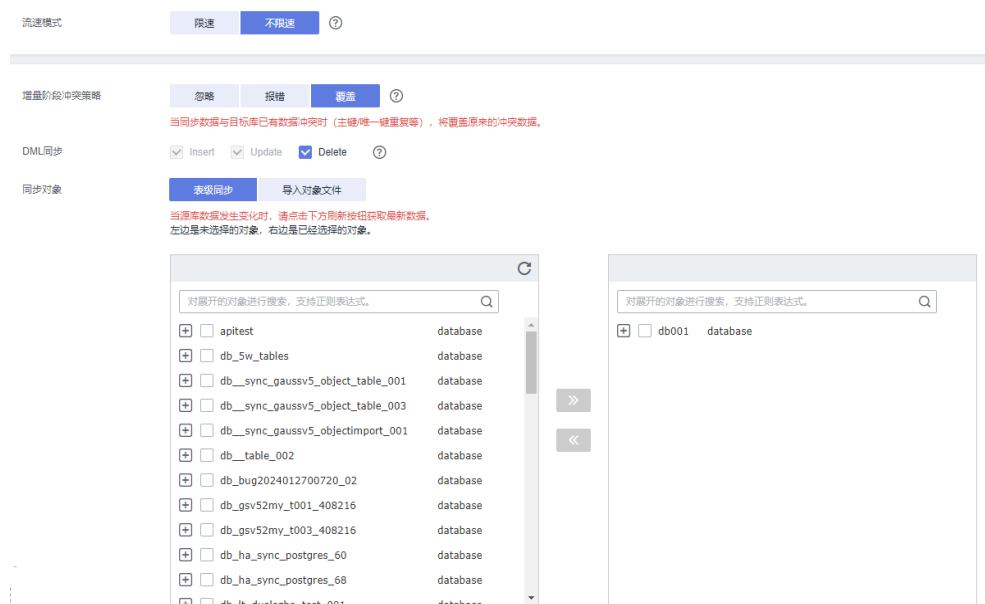 流速模式 限速 不限速 ?
增量阶段冲突策略 忽略 报错 覆盖 ?
当同步数据与目标库已有数据冲突时（主键/唯一键重复等），将覆盖原来的冲突数据。
DML同步 Insert Update Delete ?
同步对象 表级同步 导入对象文件
当源库数据发生变化时，请点击下方刷新按钮获取最新数据。
左边是未选择的对象，右边是已经选择的对象。
对展开的对象进行搜索，支持正则表达式。 对展开的对象进行搜索，支持正则表达式。
apitest database db001 database
db_5w_tables database
db__sync_gaussv5_object_table_001 database
db__sync_gaussv5_object_table_003 database
db__sync_gaussv5_objectimport_001 database
db__table_002 database
db_bug2024012700720_02 database
db_gsv52my_t001_408216 database
db_gsv52my_t003_408216 database
db_ha_sync_postgres_60 database
db_ha_sync_postgres_68 database